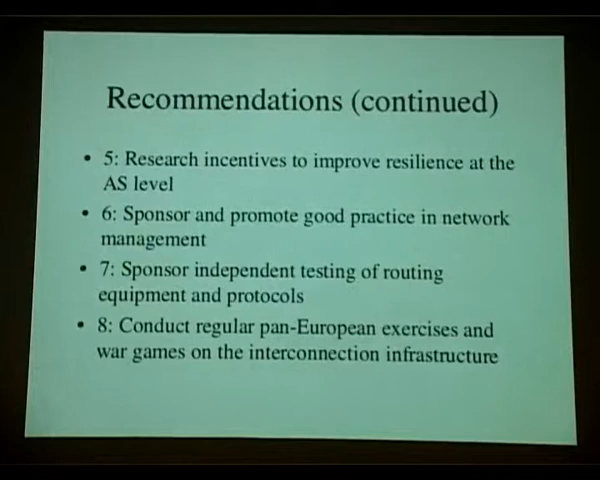 Recommendations (continued)
• 5: Research incentives to improve resilience at the
AS level
• 6: Sponsor and promote good practice in network
management
• 7: Sponsor independent testing of routing
equipment and protocols
• 8: Conduct regular pan-European exercises and
war games on the interconnection infrastructure